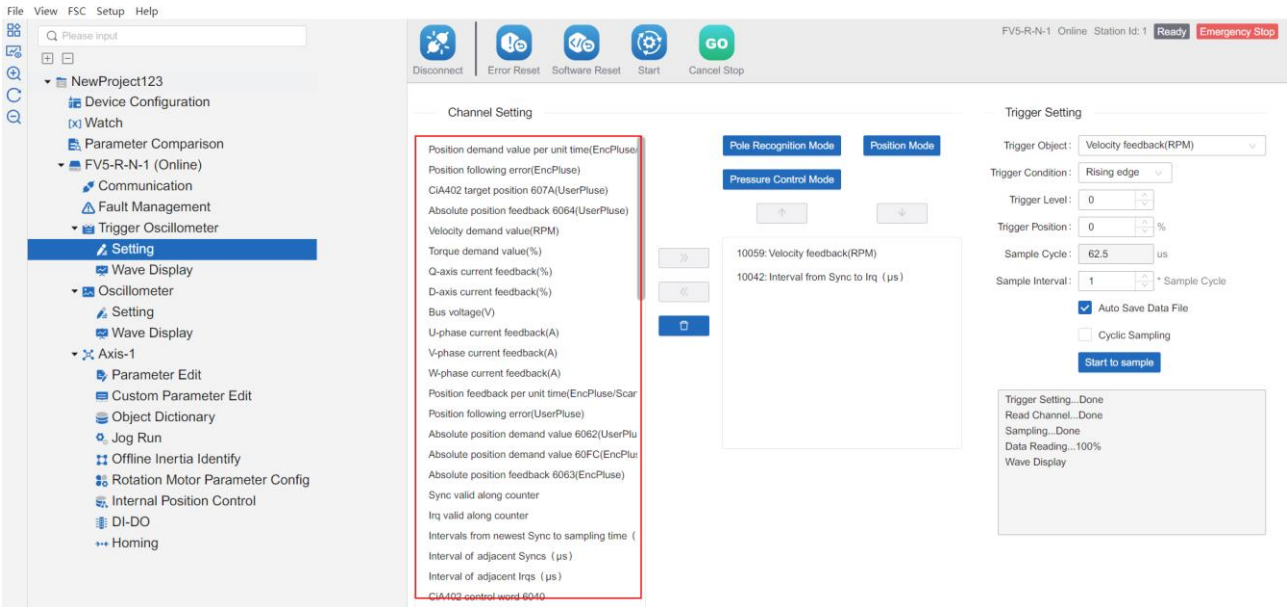 File View FSC Setup Help
Please input
NewProject123
Device Configuration
[x] Watch
Parameter Comparison
FV5-R-N-1 (Online)
Communication
Fault Management
Trigger Oscillometer
Setting
Wave Display
Oscillometer
Setting
Wave Display
Axis-1
Parameter Edit
Custom Parameter Edit
Object Dictionary
Jog Run
Offline Inertia Identify
Rotation Motor Parameter Config
Internal Position Control
DI-DO
Homing
GO
Disconnect Error Reset Software Reset Start Cancel Stop
FV5-R-N-1 Online Station Id: 1 Ready Emergency Stop
Channel Setting
Position demand value per unit time(EncPluse/
Position following error(EncPluse)
CiA402 target position 607A(UserPluse)
Absolute position feedback 6064(UserPluse)
Velocity demand value(RPM)
Torque demand value(%)
Q-axis current feedback(%)
D-axis current feedback(%)
Bus voltage(V)
U-phase current feedback(A)
V-phase current feedback(A)
W-phase current feedback(A)
Position feedback per unit time(EncPluse/Scar
Position following error(UserPluse)
Absolute position demand value 6062(UserPlu
Absolute position demand value 60FC(EncPlu
Absolute position feedback 6063(EncPluse)
Sync valid along counter
Irq valid along counter
Intervals from newest Sync to sampling time (
Interval of adjacent Syncs (μs)
Interval of adjacent Irqs (μs)
CiA402 control word 6040
Pole Recognition Mode Position Mode
Pressure Control Mode
10059: Velocity feedback(RPM)
10042: Interval from Sync to Irq (μs)
Trigger Setting
Trigger Object: Velocity feedback(RPM)
Trigger Condition: Rising edge
Trigger Level: 0
Trigger Position: 0 %
Sample Cycle: 62.5 us
Sample Interval: 1 * Sample Cycle
Auto Save Data File
Cyclic Sampling
Start to sample
Trigger Setting...Done
Read Channel...Done
Sampling...Done
Data Reading...100%
Wave Display